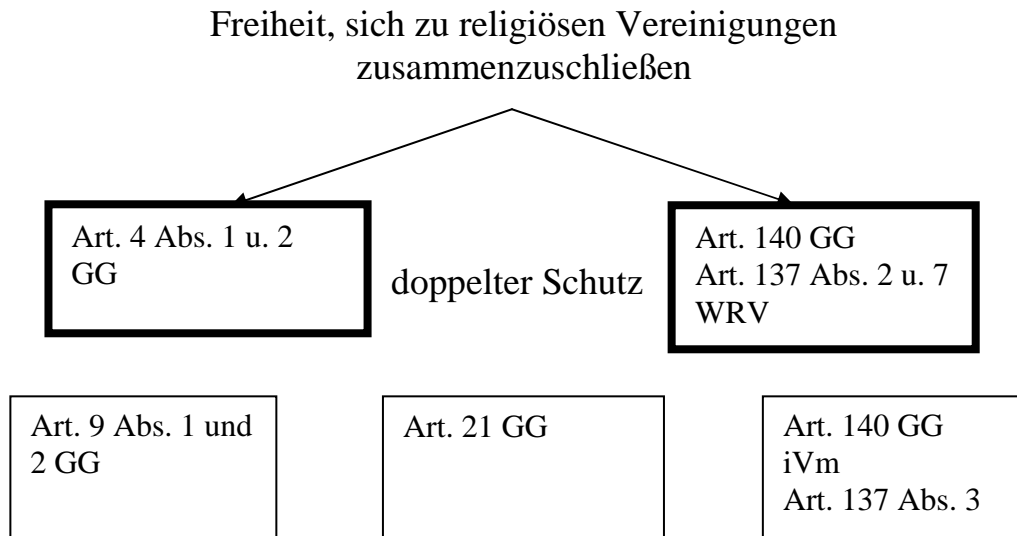 Freiheit, sich zu religiösen Vereinigungen
zusammenzuschließen
Art. 4 Abs. 1 u. 2
GG
doppelter Schutz
Art. 140 GG
Art. 137 Abs. 2 u. 7
WRV
Art. 9 Abs. 1 und
2 GG
Art. 21 GG
Art. 140 GG
iVm
Art. 137 Abs. 3